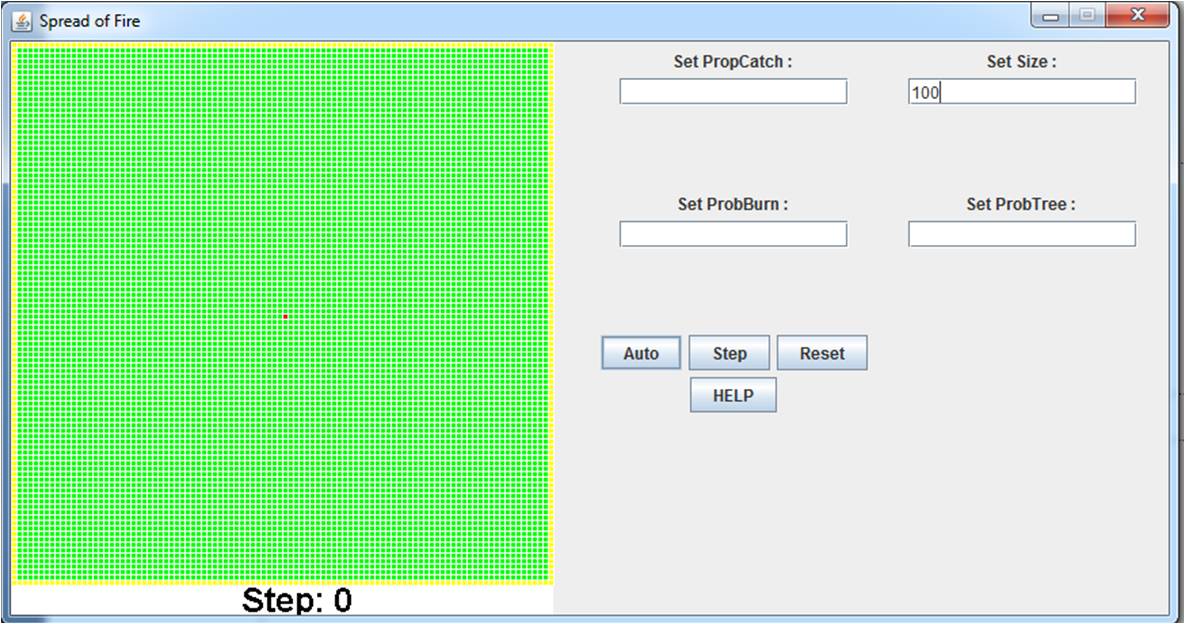 Spread of Fire
Set PropCatch :
Set Size :
100
Set ProbBurn :
Set ProbTree :
Auto
Step
Reset
HELP
Step: 0